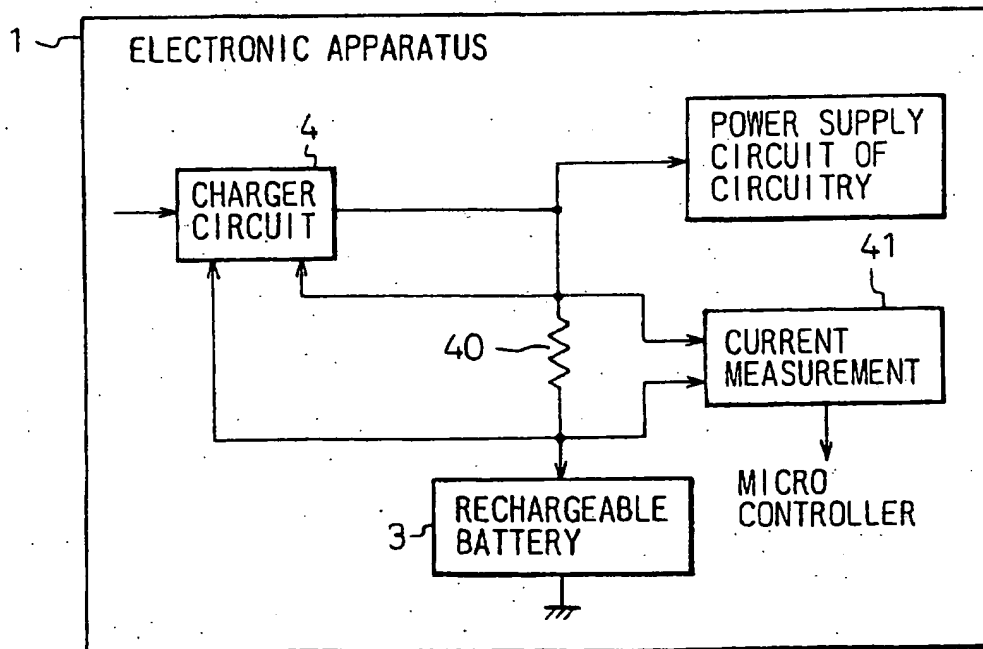 1
ELECTRONIC APPARATUS
4
CHARGER
CIRCUIT
POWER SUPPLY
CIRCUIT OF
CIRCUITRY
41
40
CURRENT
MEASUREMENT
MICRO
CONTROLLER
3
RECHARGEABLE
BATTERY